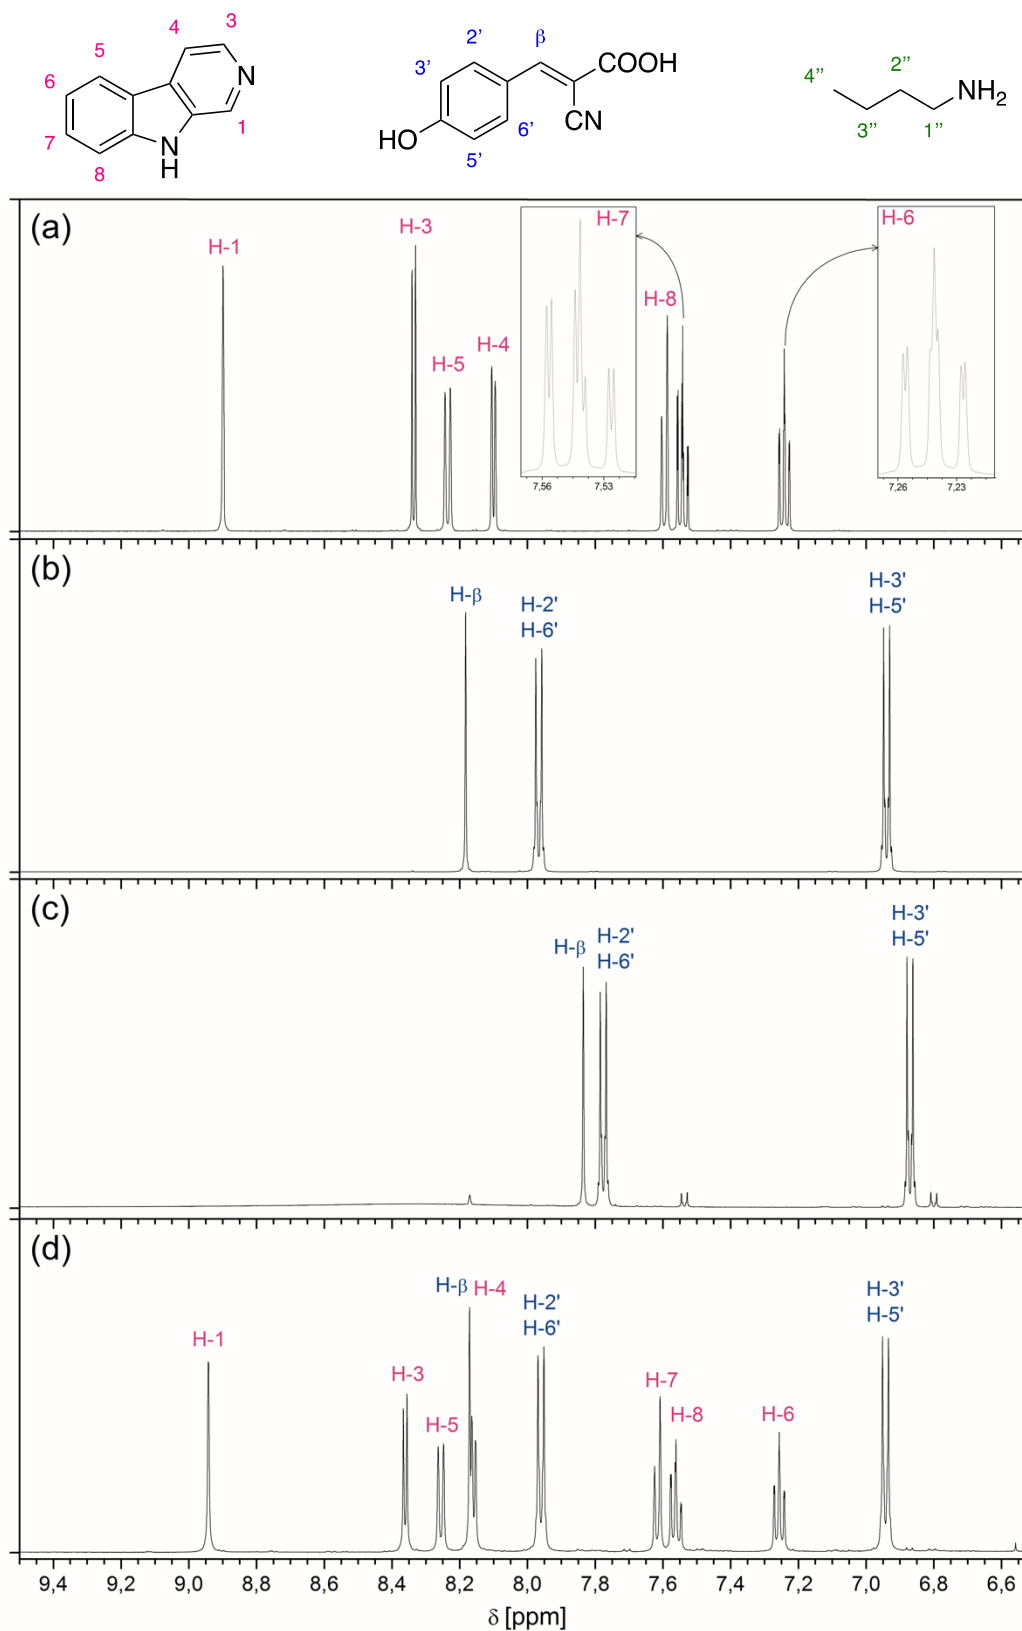 4
3
5
6
N
7
1
8
N
H
2'
β
3'
COOH
6'
CN
HO
5'
4''
2''
NH2
3''
1''
(a)
H-1
H-3
H-5
H-4
H-8
H-7
7,56
7,53
H-6
7,26
7,23
(b)
H-β
H-2'
H-6'
H-3'
H-5'
(c)
H-β
H-2'
H-6'
H-3'
H-5'
(d)
H-1
H-3
H-5
H-β
H-4
H-2'
H-6'
H-7
H-8
H-6
H-3'
H-5'
9,4 9,2 9,0 8,8 8,6 8,4 8,2 8,0 7,8 7,6 7,4 7,2 7,0 6,8 6,6
δ [ppm]